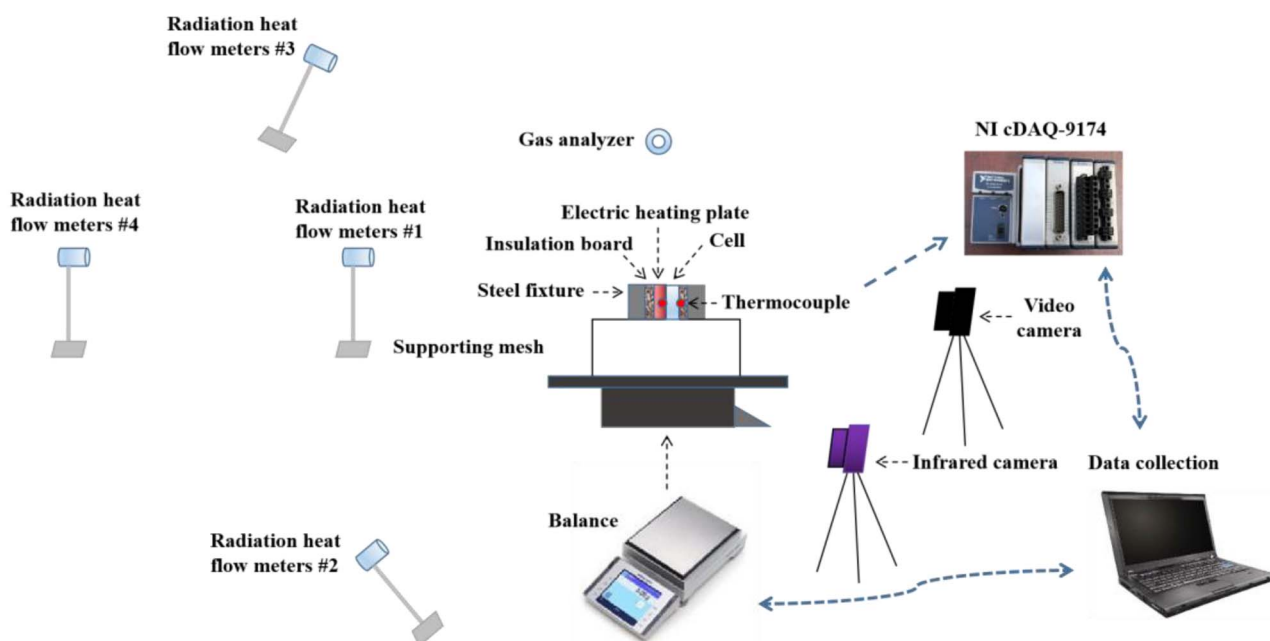 Radiation heat
flow meters #3
Gas analyzer
NI cDAQ-9174
Radiation heat
flow meters #4
Radiation heat
flow meters #1
Electric heating plate
Insulation board
Cell
Steel fixture
Thermocouple
Video
camera
Supporting mesh
Infrared camera
Data collection
Balance
Radiation heat
flow meters #2